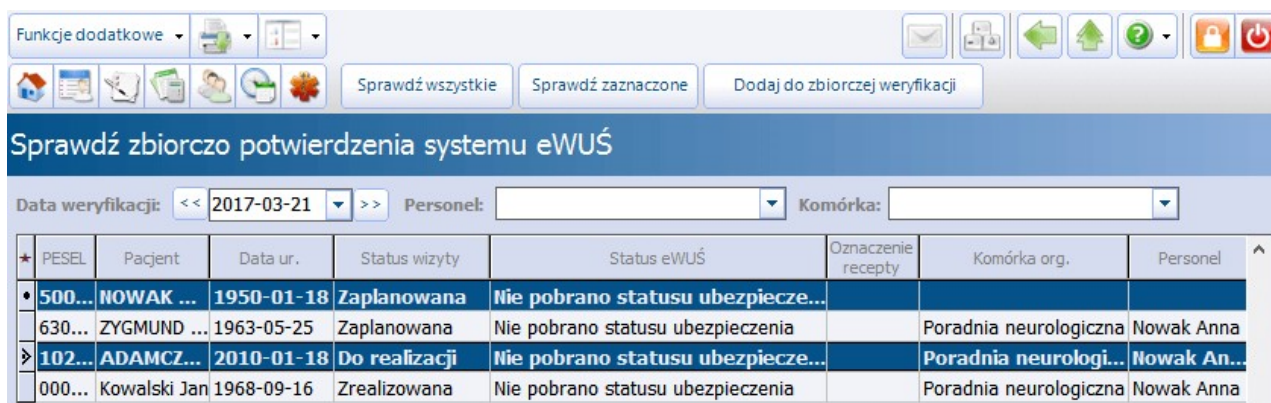 Funkcje dodatkowe
Sprawdź wszystkie Sprawdź zaznaczone Dodaj do zbiorczej weryfikacji
Sprawdź zbiorczo potwierdzenia systemu eWUŚ
Data weryfikacji: << 2017-03-21 >> Personel: Komórka:
PESEL Pacjent Data ur. Status wizyty Status eWUŚ Oznaczenie recepty Komórka org. Personel
500... NOWAK ... 1950-01-18 Zaplanowana Nie pobrano statusu ubezpiecze...
630... ZYGMUND ... 1963-05-25 Zaplanowana Nie pobrano statusu ubezpieczenia Poradnia neurologiczna Nowak Anna
102... ADAMCZ... 2010-01-18 Do realizacji Nie pobrano statusu ubezpiecze... Poradnia neurologi... Nowak An...
000... Kowalski Jan 1968-09-16 Zrealizowana Nie pobrano statusu ubezpieczenia Poradnia neurologiczna Nowak Anna